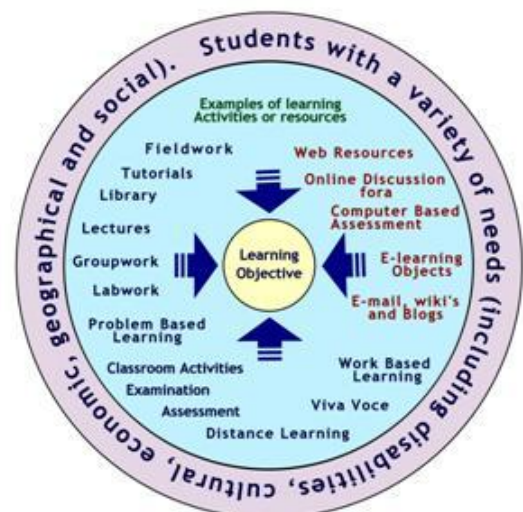 Students with a variety of needs (including disabilities, cultural, economic, geographical and social).
Examples of learning
Activities or resources
Fieldwork
Tutorials
Library
Lectures
Groupwork
Labwork
Problem Based
Learning
Classroom Activities
Examination
Assessment
Distance Learning
Viva Voce
Work Based
Learning
Web Resources
Online Discussion
fora
Computer Based
Assessment
E-learning
Objects
E-mail, wiki's
and Blogs
Learning
Objective